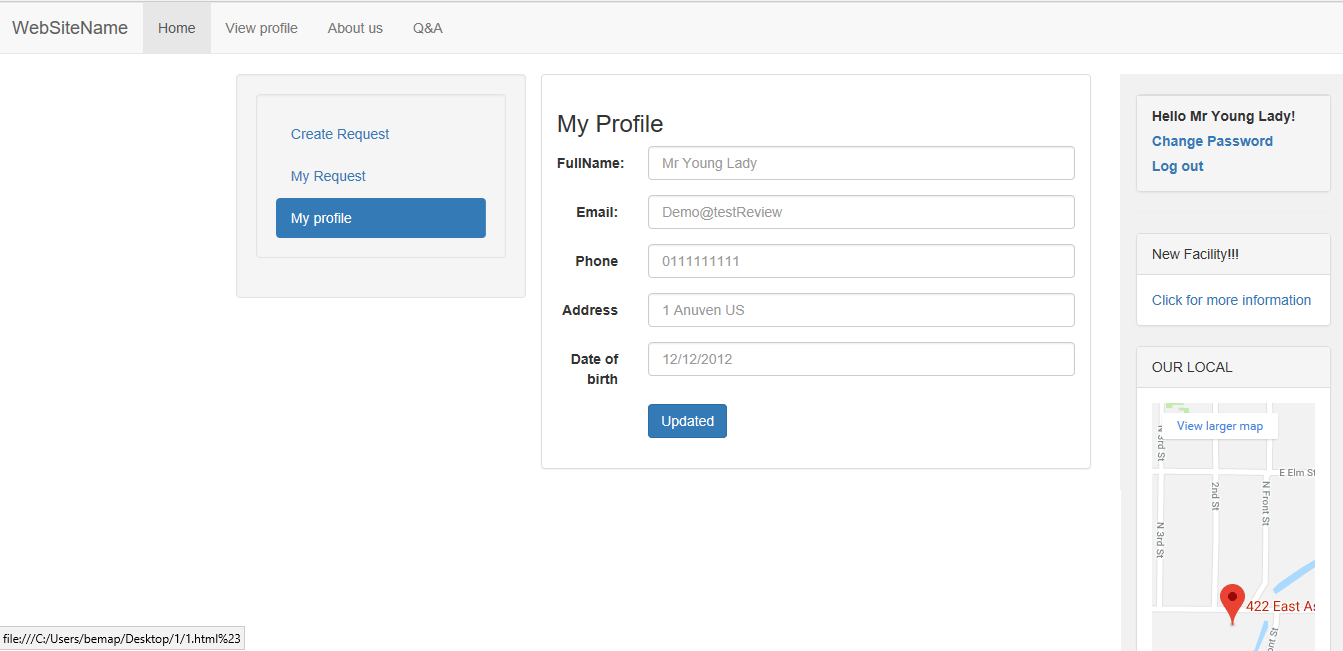 WebSiteName Home View profile About us Q&A
Create Request
My Request
My profile
My Profile
FullName: Mr Young Lady
Email: Demo@testReview
Phone 0111111111
Address 1 Anuven US
Date of 12/12/2012
birth
Updated
Hello Mr Young Lady!
Change Password
Log out
New Facility!!!
Click for more information
OUR LOCAL
View larger map
N 3rd St
E Elm St
2nd St
N Front St
N 3rd St
422 East As
ont St
file:///C:/Users/bemap/Desktop/1/1.html%23